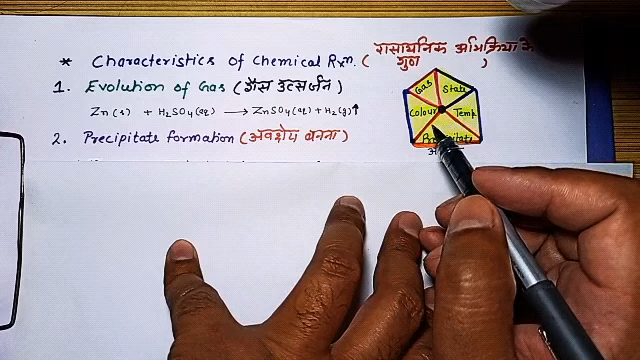 * Characteristics of Chemical Rxn. (रासायनिक अभिक्रिया के गुण)
1. Evolution of Gas (गैस उत्सर्जन)
Zn(s) + H₂SO₄(aq) → ZnSO₄(aq) + H₂(g)↑
2. Precipitate formation (अवक्षेप बनना)
Gas State
Colour Temp
Precipitate